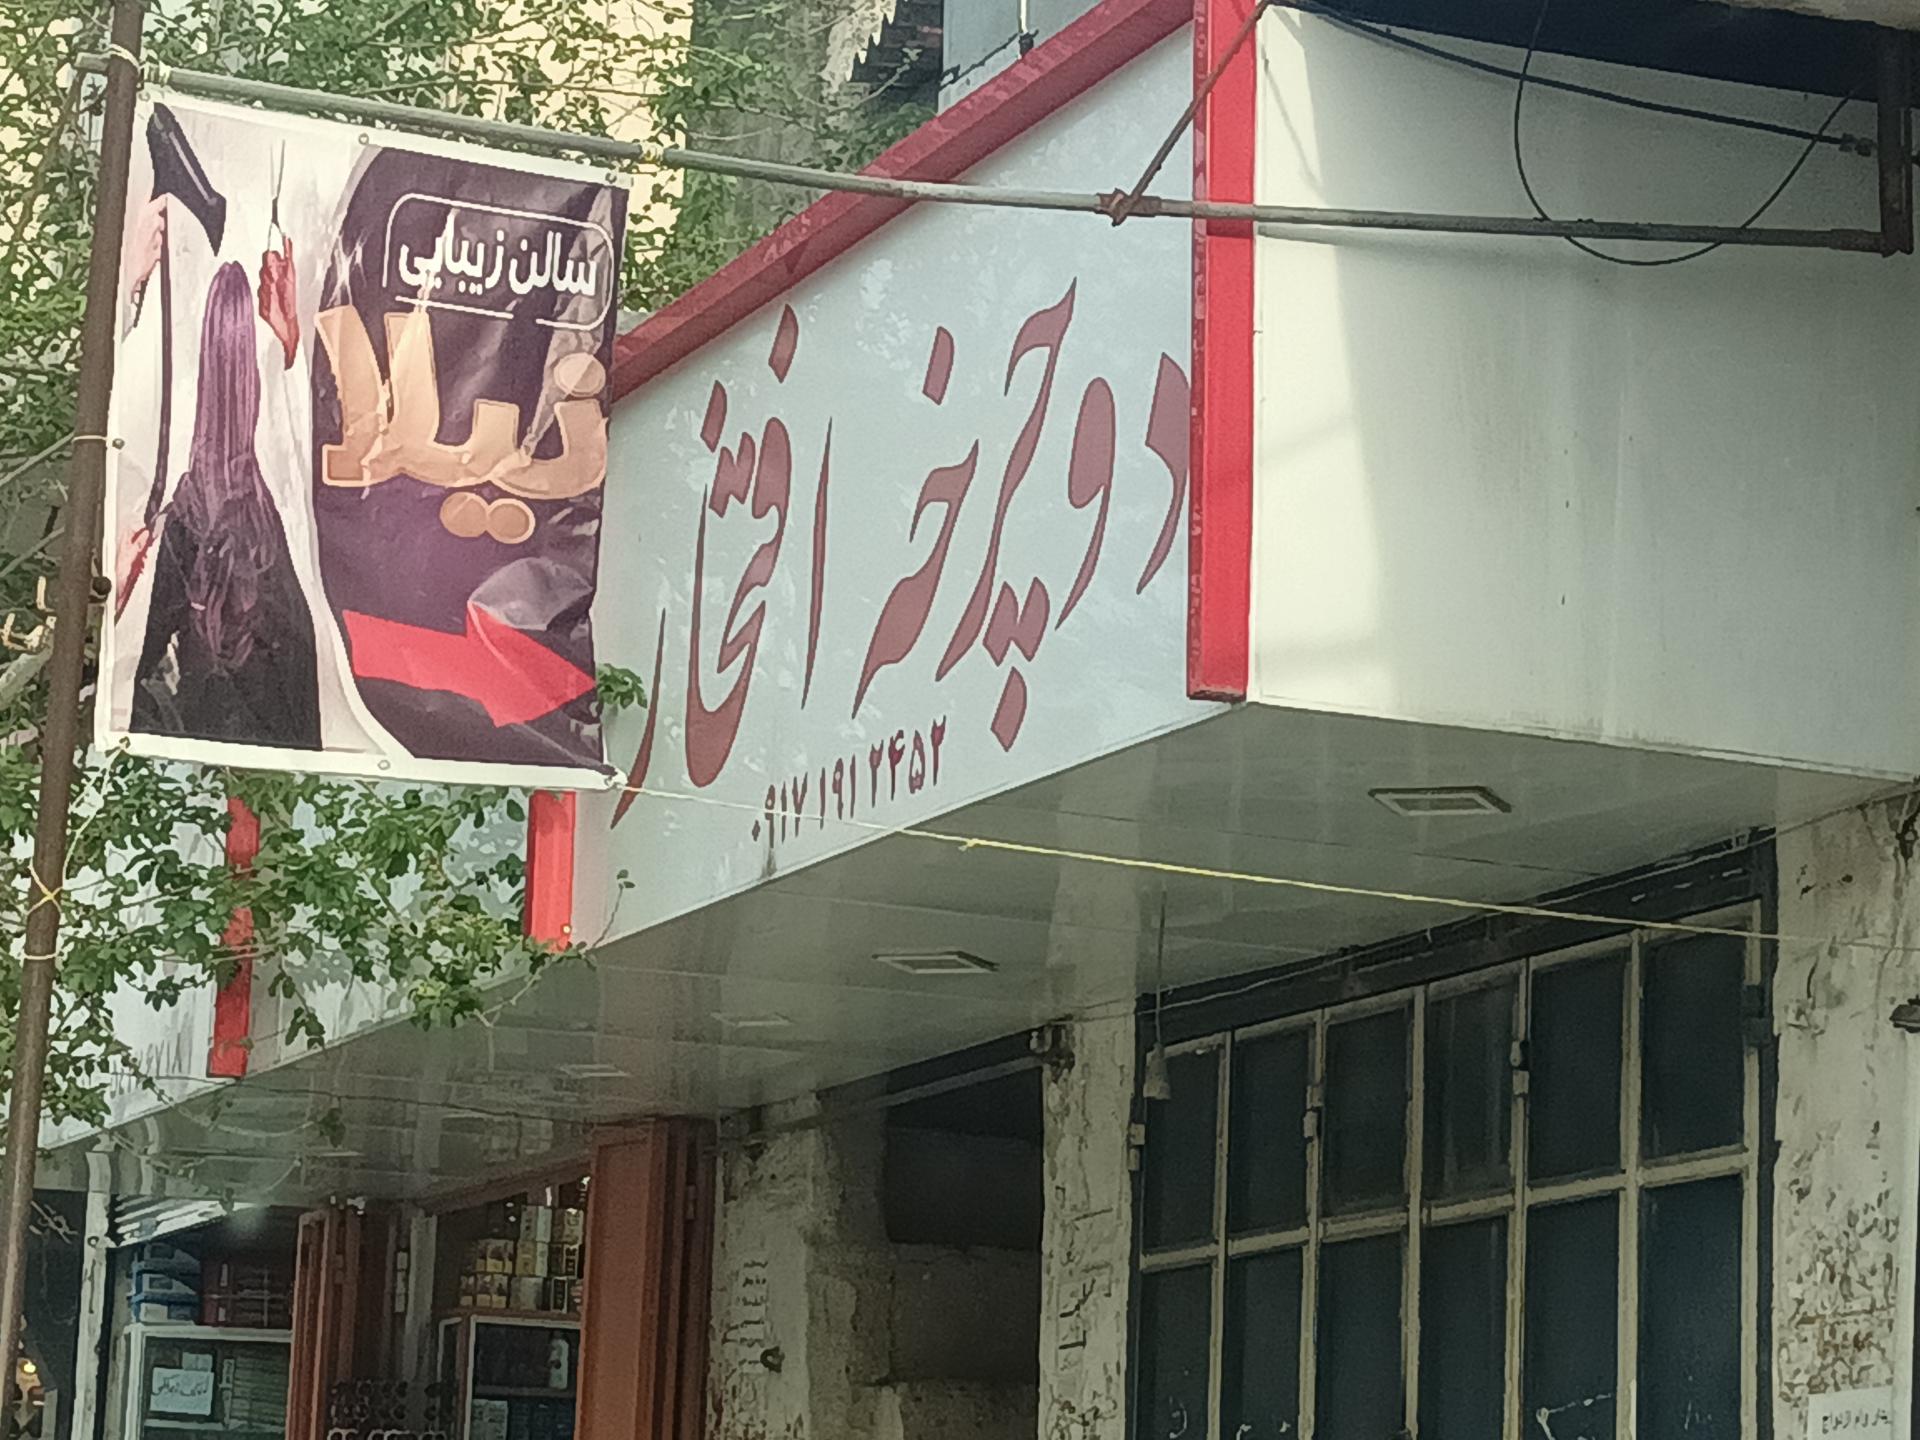 سالن زیبایی
نیلا
دوچرخه افتخار
۰۹۱۷ ۱۹۱ ۲۴۵۲